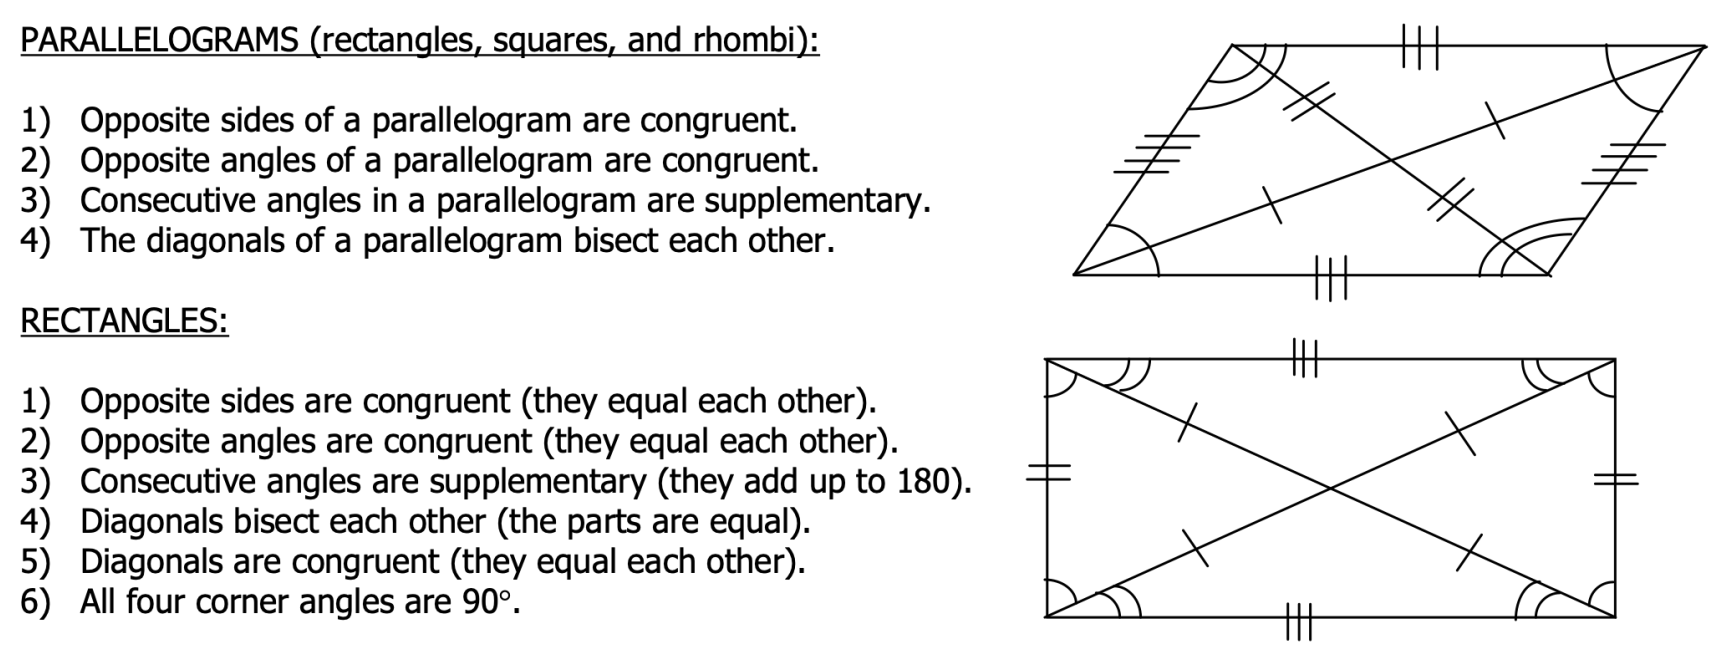 PARALLELOGRAMS (rectangles, squares, and rhombi):
1) Opposite sides of a parallelogram are congruent.
2) Opposite angles of a parallelogram are congruent.
3) Consecutive angles in a parallelogram are supplementary.
4) The diagonals of a parallelogram bisect each other.
RECTANGLES:
1) Opposite sides are congruent (they equal each other).
2) Opposite angles are congruent (they equal each other).
3) Consecutive angles are supplementary (they add up to 180).
4) Diagonals bisect each other (the parts are equal).
5) Diagonals are congruent (they equal each other).
6) All four corner angles are 90°.